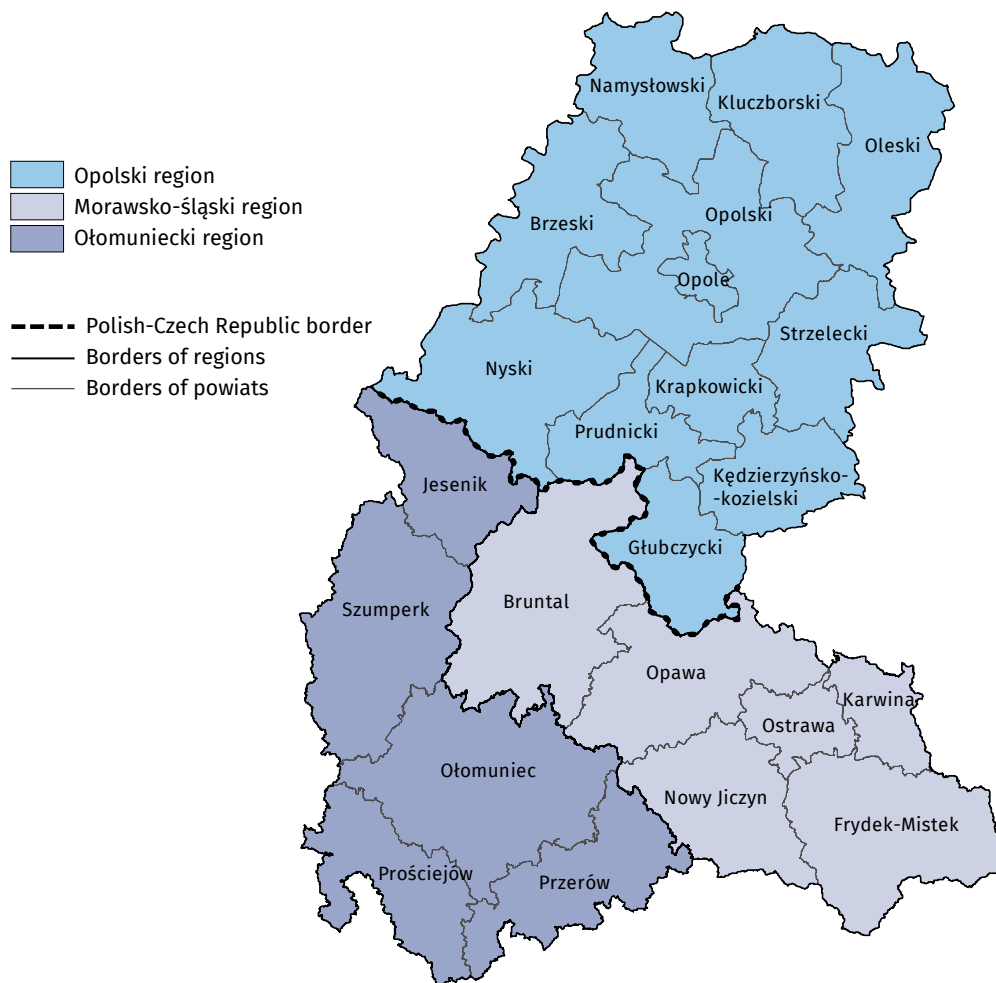 Opolski region
Morawsko-śląski region
Ołomuniecki region
Polish-Czech Republic border
Borders of regions
Borders of powiats
Namysłowski
Kluczborski
Oleski
Brzeski
Opolski
Opole
Strzelecki
Nyski
Krapkowicki
Prudnicki
Kędzierzyńsko-
-kozielski
Jesenik
Głubczycki
Szumperk
Bruntal
Opawa
Karwina
Ostrawa
Ołomuniec
Nowy Jiczyn
Frydek-Mistek
Prościejów
Przerów